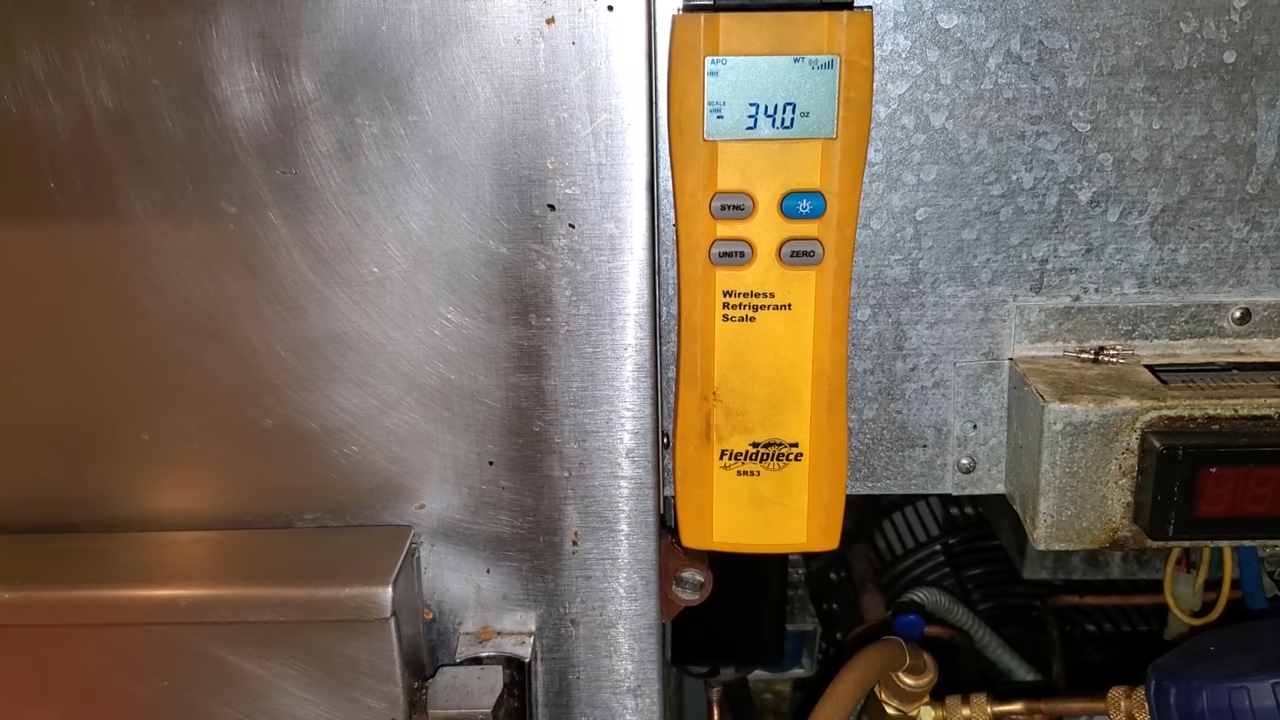 APO WT
SCALE
- 34.0 OZ
SYNC
UNITS ZERO
Wireless
Refrigerant
Scale
Fieldpiece
SRS3